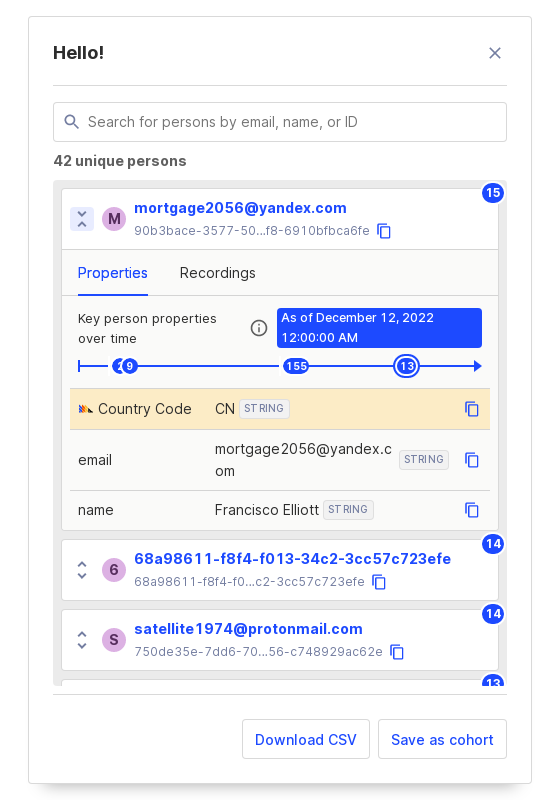 Hello!
Search for persons by email, name, or ID
42 unique persons
15
M
mortgage2056@yandex.com
90b3bace-3577-50...f8-6910bfbca6fe
Properties
Recordings
Key person properties
over time
As of December 12, 2022
12:00:00 AM
9
155
13
Country Code
CN STRING
email
mortgage2056@yandex.c
om
STRING
name
Francisco Elliott STRING
14
6
68a98611-f8f4-f013-34c2-3cc57c723efe
68a98611-f8f4-f0...c2-3cc57c723efe
14
S
satellite1974@protonmail.com
750de35e-7dd6-70...56-c748929ac62e
13
Download CSV
Save as cohort